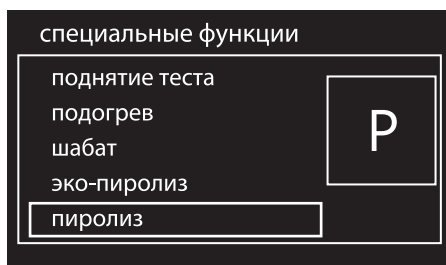 специальные функции
поднятие теста
подогрев
шабат
эко-пиролиз
пиролиз
P